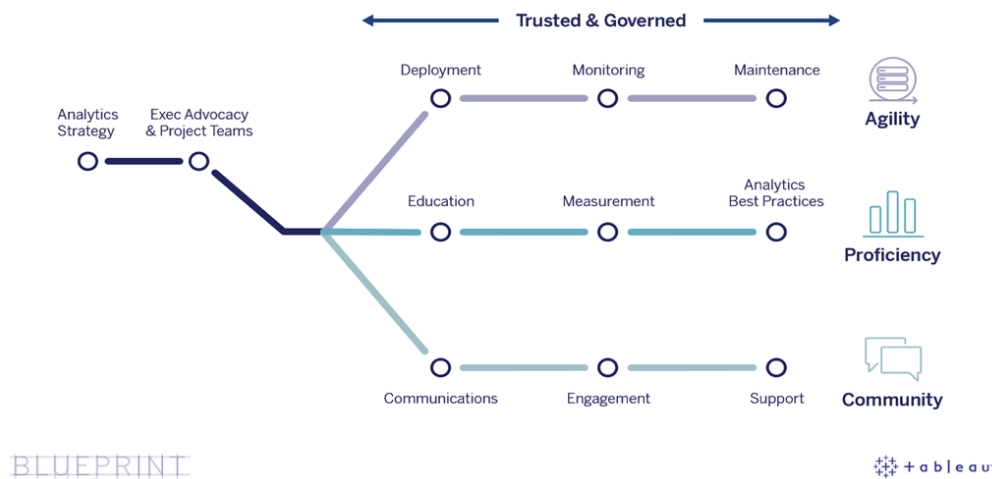 Trusted & Governed
Deployment
Monitoring
Maintenance
Agility
Analytics
Strategy
Exec Advocacy
& Project Teams
Education
Measurement
Analytics
Best Practices
Proficiency
Communications
Engagement
Support
Community
BLUEPRINT
+ableau